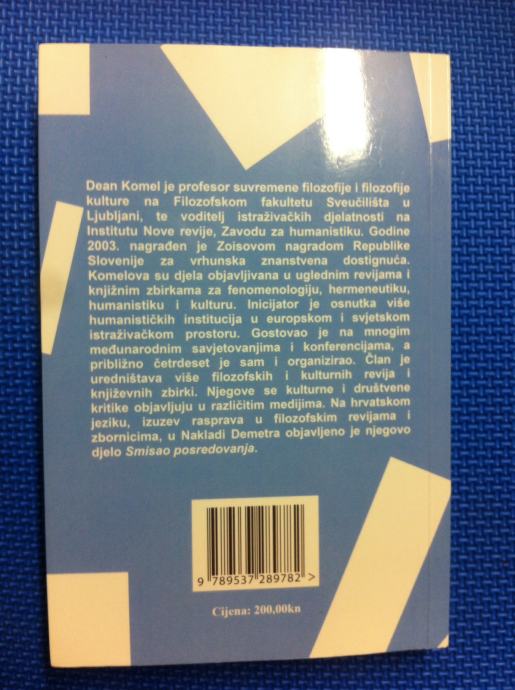 Dean Komel je profesor suvremene filozofije i filozofije
kulture na Filozofskom fakultetu Sveučilišta u
Ljubljani, te voditelj istraživačkih djelatnosti na
Institutu Nove revije, Zavodu za humanistiku. Godine
2003. nagrađen je Zoisovom nagradom Republike
Slovenije za vrhunska znanstvena dostignuća.
Komelova su djela objavljivana u uglednim revijama i
knjižnim zbirkama za fenomenologiju, hermeneutiku,
humanistiku i kulturu. Inicijator je osnutka više
humanističkih institucija u europskom i svjetskom
istraživačkom prostoru. Gostovao je na mnogim
međunarodnim savjetovanjima i konferencijama, a
približno četrdeset je sam i organizirao. Član je
uredništava više filozofskih i kulturnih revija i
književnih zbirki. Njegove se kulturne i društvene
kritike objavljuju u različitim medijima. Na hrvatskom
jeziku, izuzev rasprava u filozofskim revijama i
zbornicima, u Nakladi Demetra objavljeno je njegovo
djelo Smisao posredovanja.
9 789537 289782 >
Cijena: 200,00kn